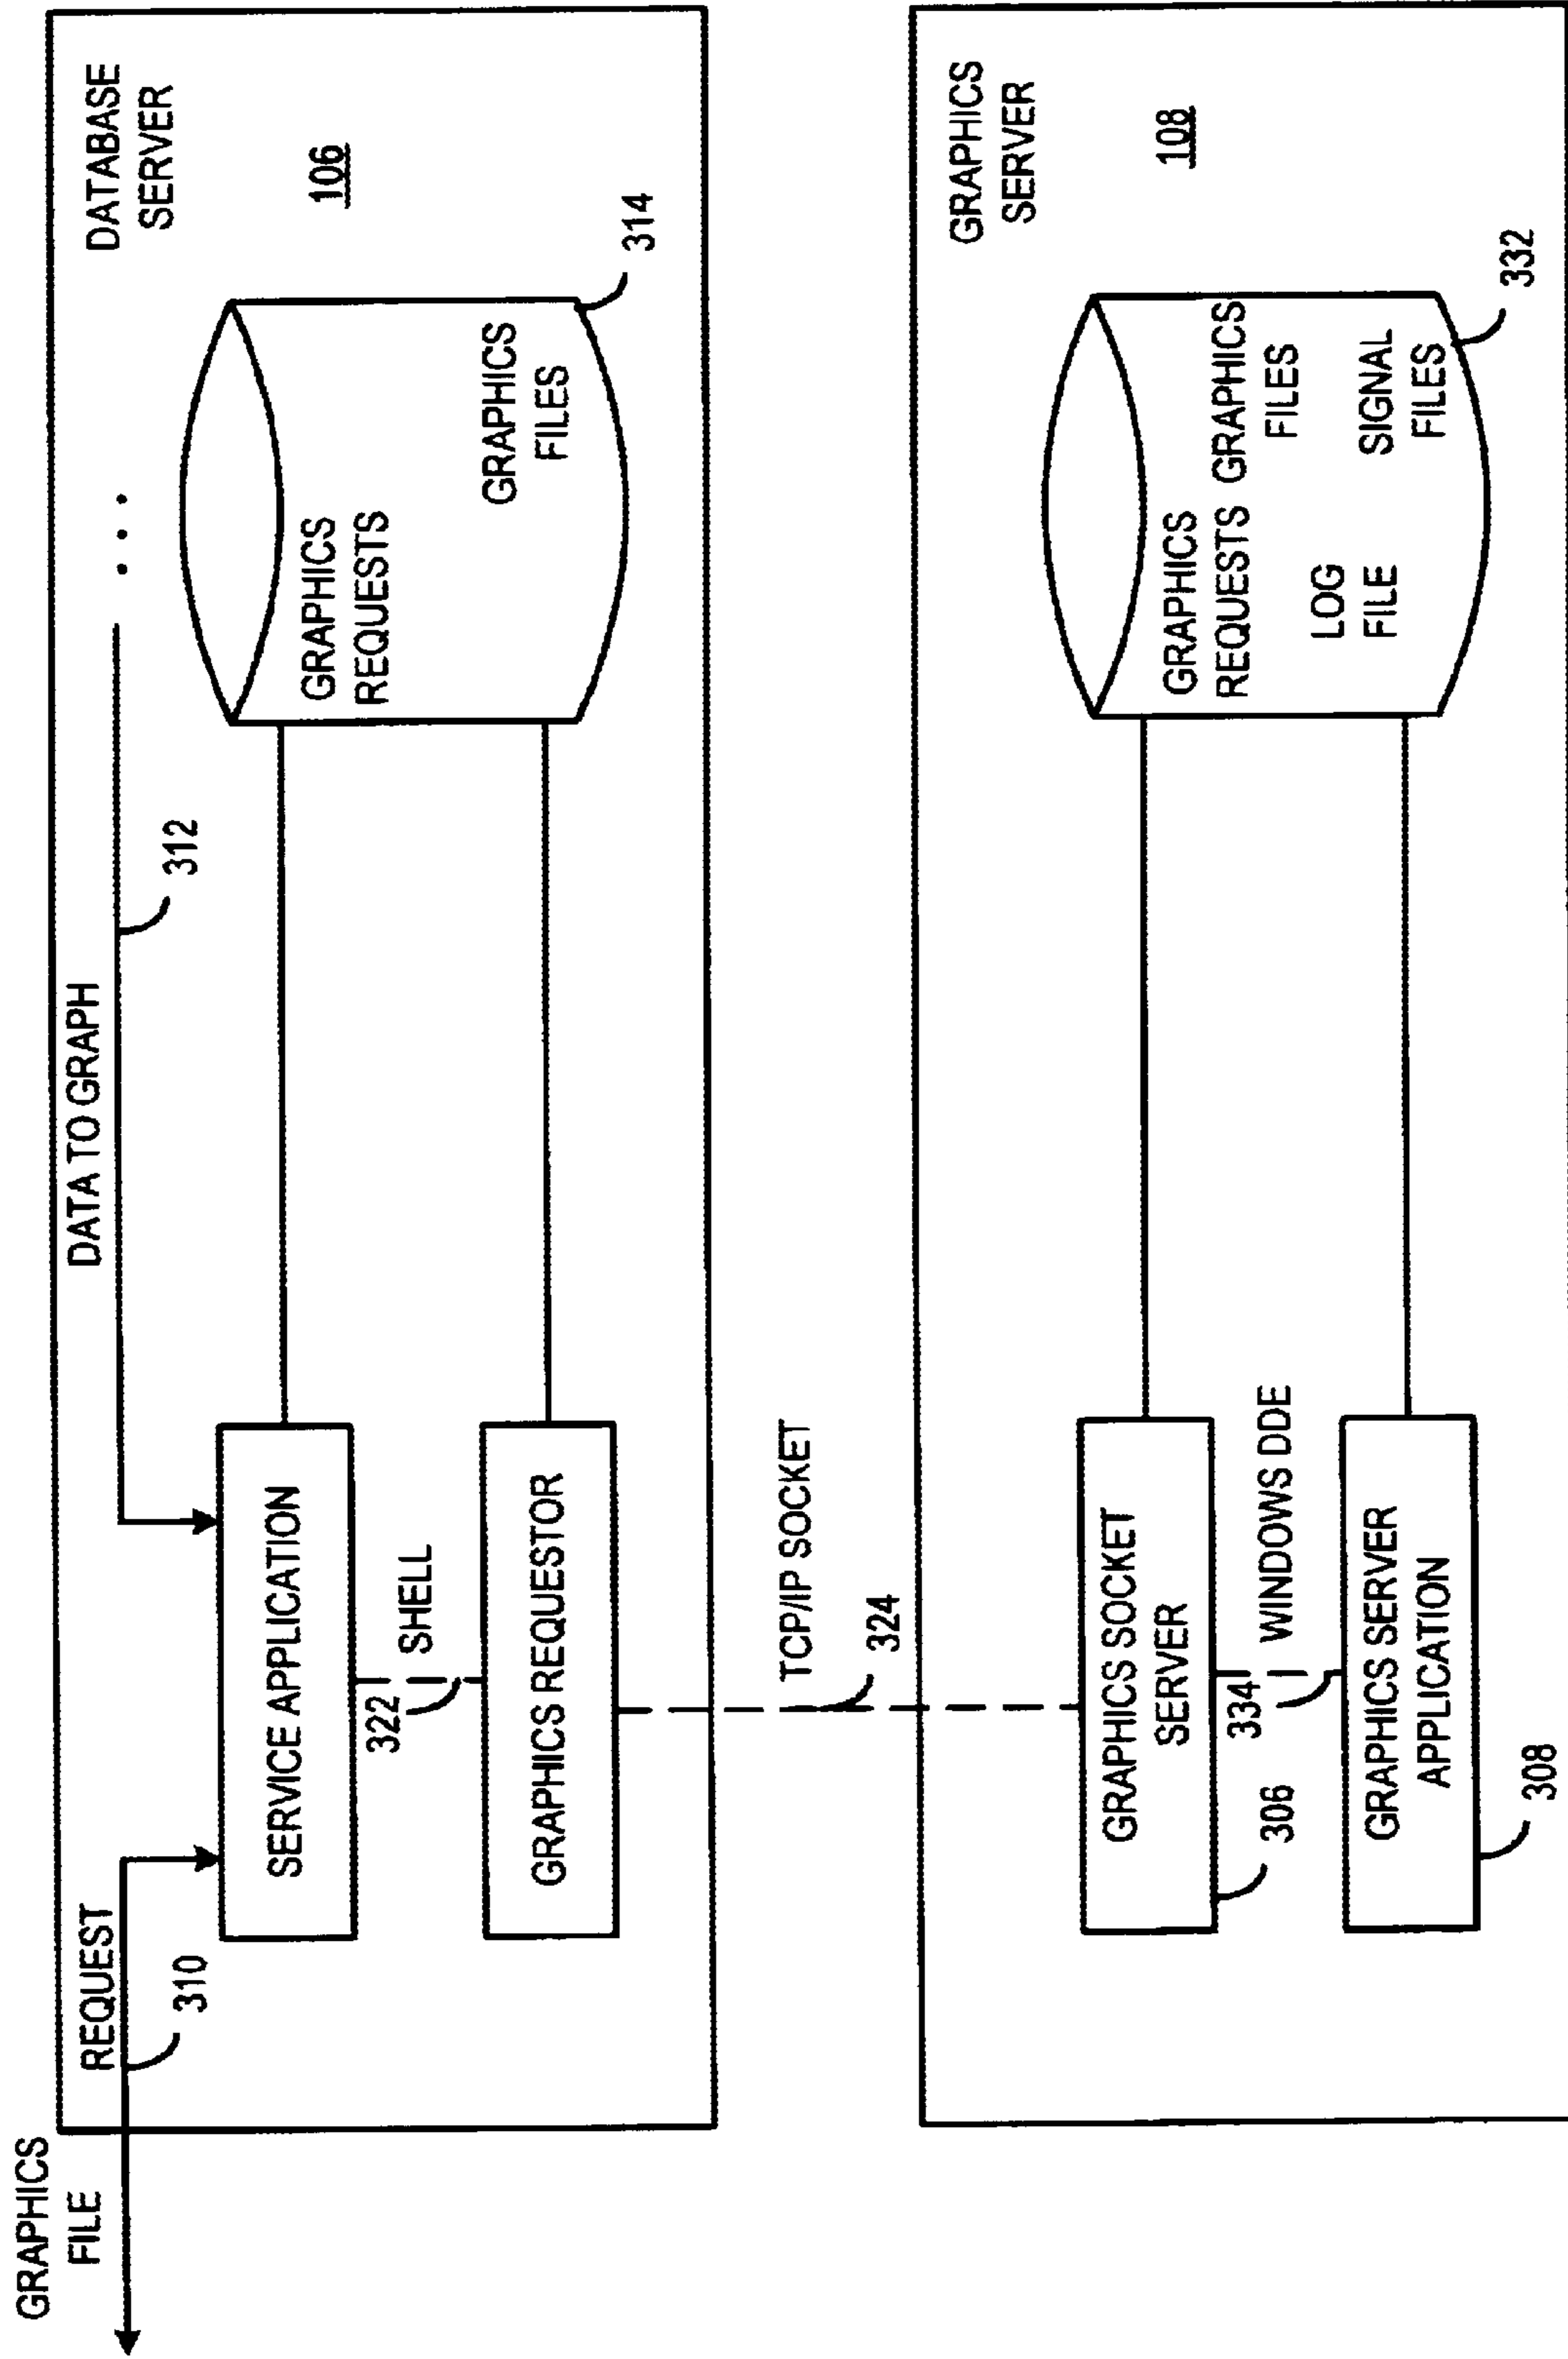 GRAPHICS
FILE
REQUEST
310
DATA TO GRAPH
312
. . .
DATABASE
SERVER
106
SERVICE APPLICATION
322
SHELL
GRAPHICS REQUESTOR
GRAPHICS
REQUESTS
GRAPHICS
FILES
314
TCP/IP SOCKET
324
GRAPHICS
SERVER
108
GRAPHICS SOCKET
SERVER
306
334
WINDOWS DDE
GRAPHICS SERVER
APPLICATION
308
GRAPHICS
REQUESTS
GRAPHICS
FILES
LOG
FILE
SIGNAL
FILES
332